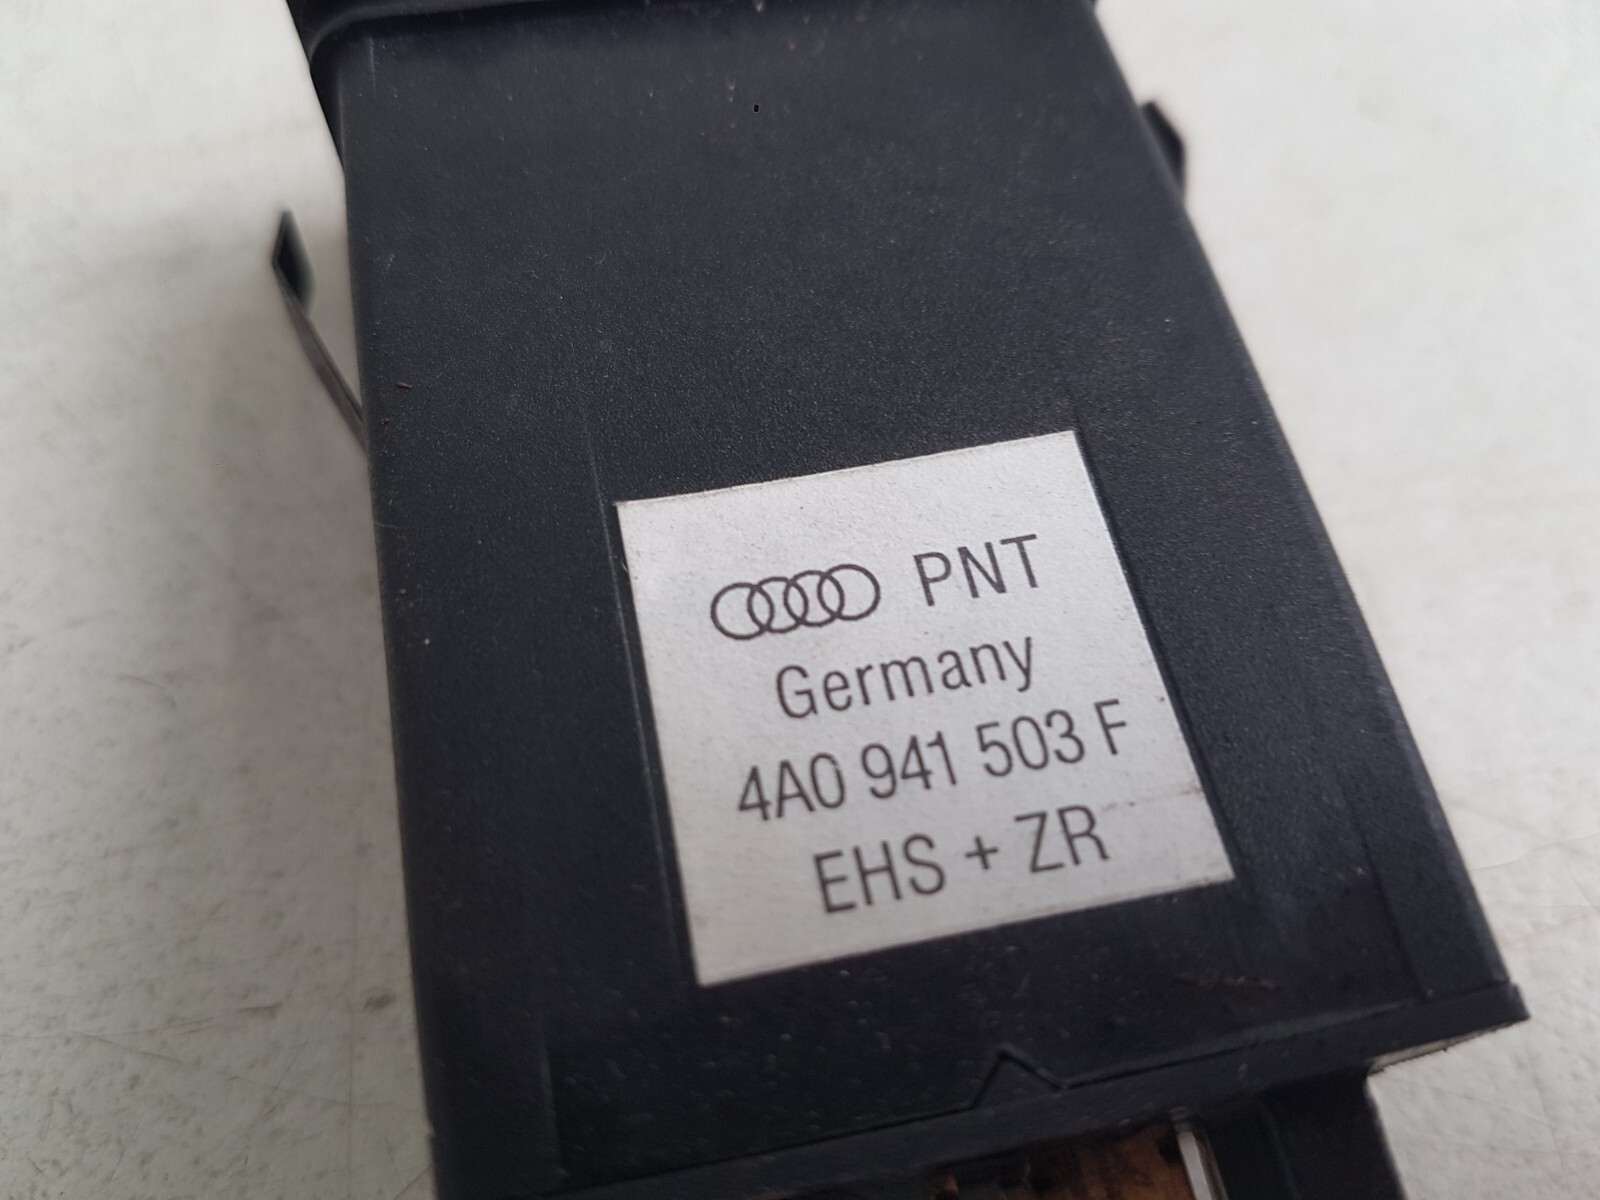 PNT
Germany
4A0 941 503 F
EHS + ZR